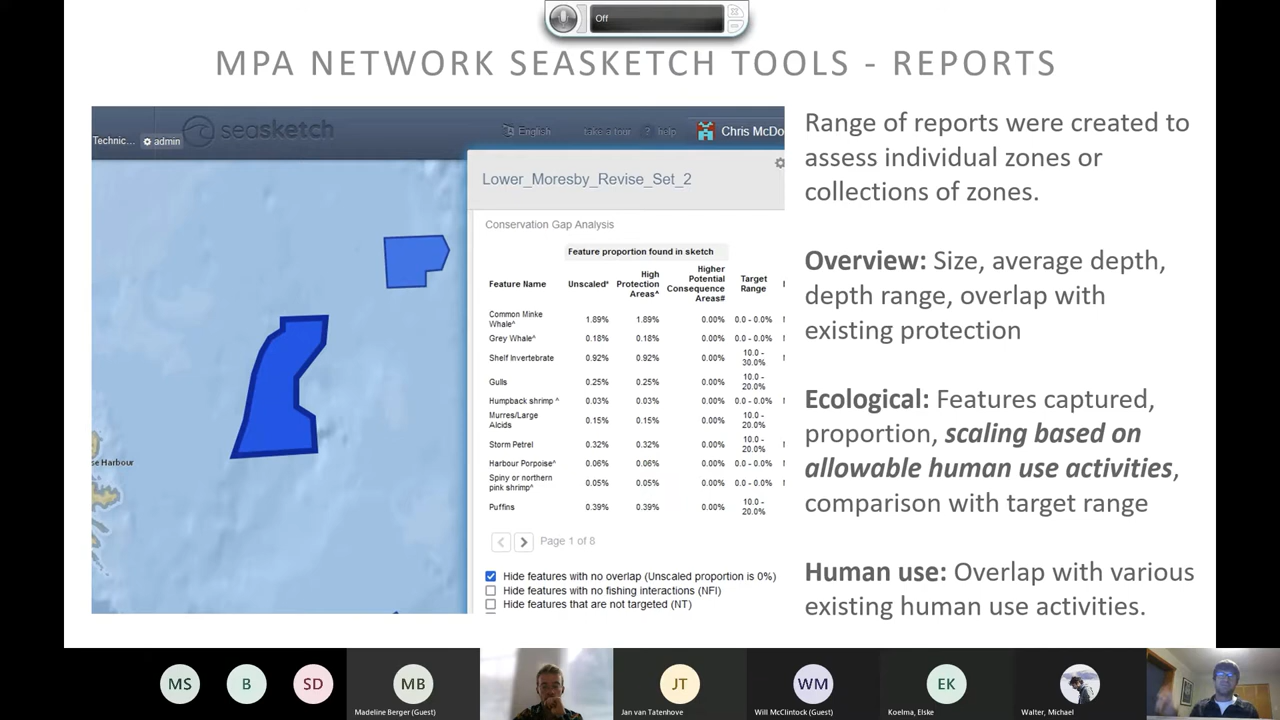 Off
MPA NETWORK SEASKETCH TOOLS - REPORTS
Technic... admin
seasketch
English take a tour ? help Chris McDo
Lower_Moresby_Revise_Set_2
Conservation Gap Analysis
Feature proportion found in sketch
Feature Name Unscaled* High Protection Areas^ Higher Potential Consequence Areas# Target Range
Common Minke Whale^ 1.89% 1.89% 0.00% 0.0 - 0.0%
Grey Whale^ 0.18% 0.18% 0.00% 0.0 - 0.0%
Shelf Invertebrate 0.92% 0.92% 0.00% 10.0 - 30.0%
Gulls 0.25% 0.25% 0.00% 10.0 - 20.0%
Humpback shrimp ^ 0.03% 0.03% 0.00% 0.0 - 0.0%
Murres/Large Alcids 0.15% 0.15% 0.00% 10.0 - 20.0%
Storm Petrel 0.32% 0.32% 0.00% 10.0 - 20.0%
Harbour Porpoise^ 0.06% 0.06% 0.00% 0.0 - 0.0%
Spiny or northern pink shrimp^ 0.05% 0.05% 0.00% 0.0 - 0.0%
Puffins 0.39% 0.39% 0.00% 10.0 - 20.0%
Page 1 of 8
Hide features with no overlap (Unscaled proportion is 0%)
Hide features with no fishing interactions (NFI)
Hide features that are not targeted (NT)
se Harbour
Range of reports were created to
assess individual zones or
collections of zones.
Overview: Size, average depth,
depth range, overlap with
existing protection
Ecological: Features captured,
proportion, scaling based on
allowable human use activities,
comparison with target range
Human use: Overlap with various
existing human use activities.
MS B SD MB JT WM EK
Madeline Berger (Guest) Jan van Tatenhove Will McClintock (Guest) Koelma, Elske Walter, Michael